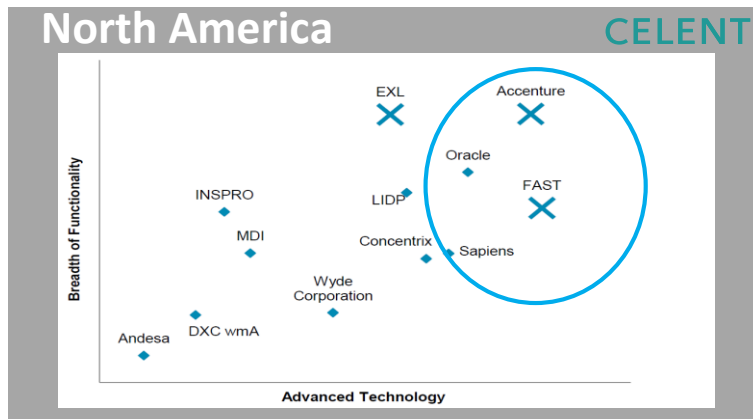 North America
CELENT
EXL
Accenture
Oracle
FAST
INSPRO
LIDP
MDI
Concentrix
Sapiens
Wyde
Corporation
DXC wmA
Andesa
Breadth of Functionality
Advanced Technology